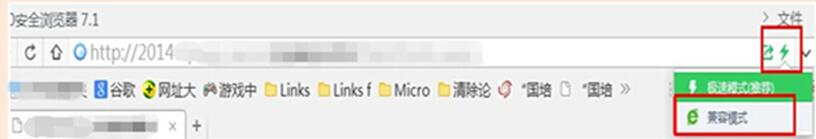 安全浏览器 7.1
文件
http://2014
谷歌 网址大 游戏中 Links Links f Micro 清除论 "国培 "国培 »
极速模式(推荐)
兼容模式